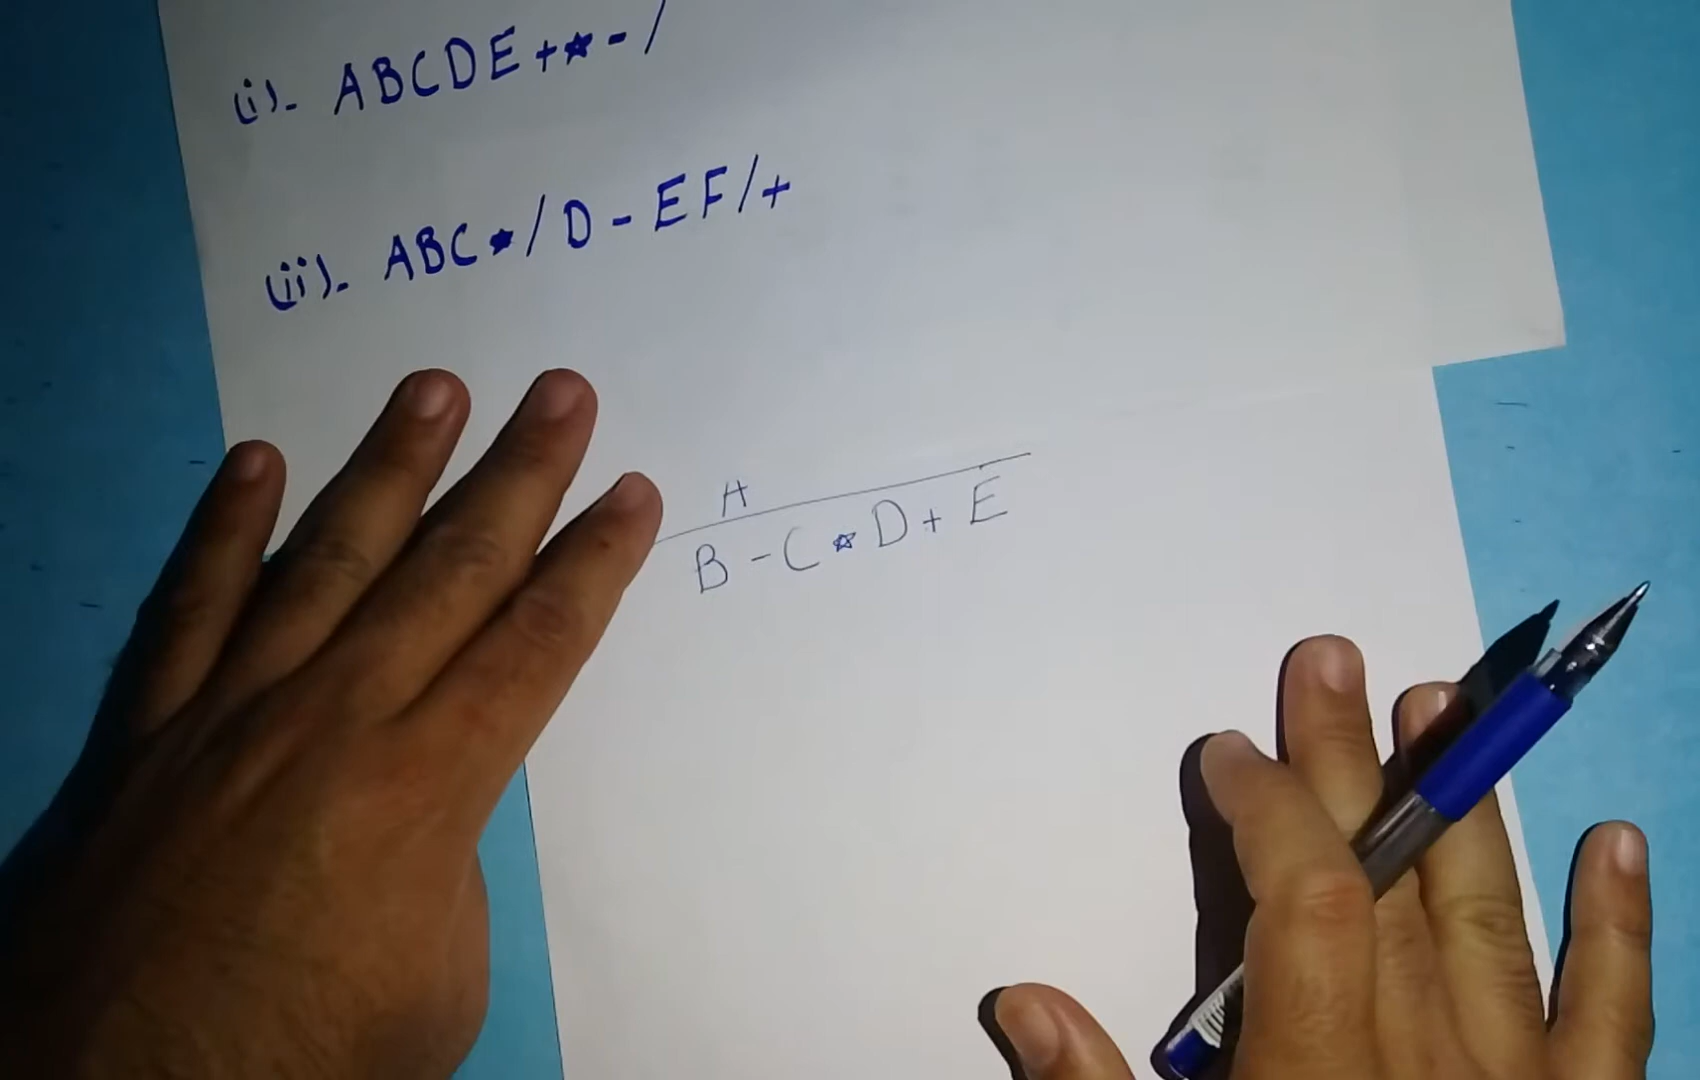 (i)- ABCDE+*-/
(ii)- ABC*/D-EF/+
A
B-C*D+E